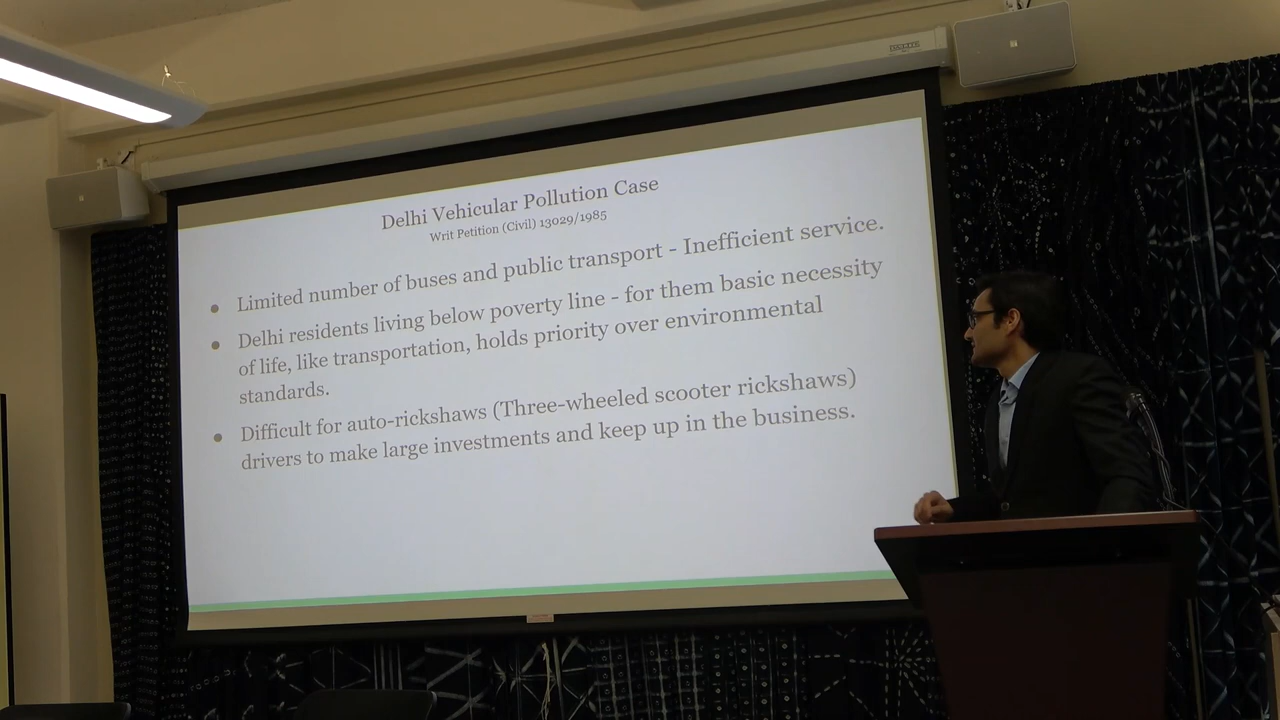 Delhi Vehicular Pollution Case
Writ Petition (Civil) 13029/1985
● Limited number of buses and public transport - Inefficient service.
● Delhi residents living below poverty line - for them basic necessity
of life, like transportation, holds priority over environmental
standards.
● Difficult for auto-rickshaws (Three-wheeled scooter rickshaws)
drivers to make large investments and keep up in the business.